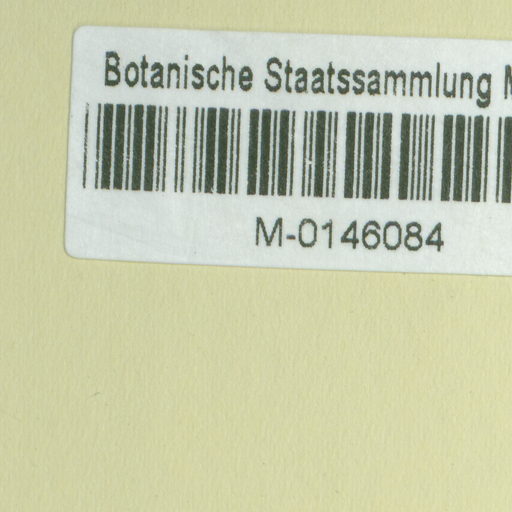 Botanische Staatssammlung
M-0146084